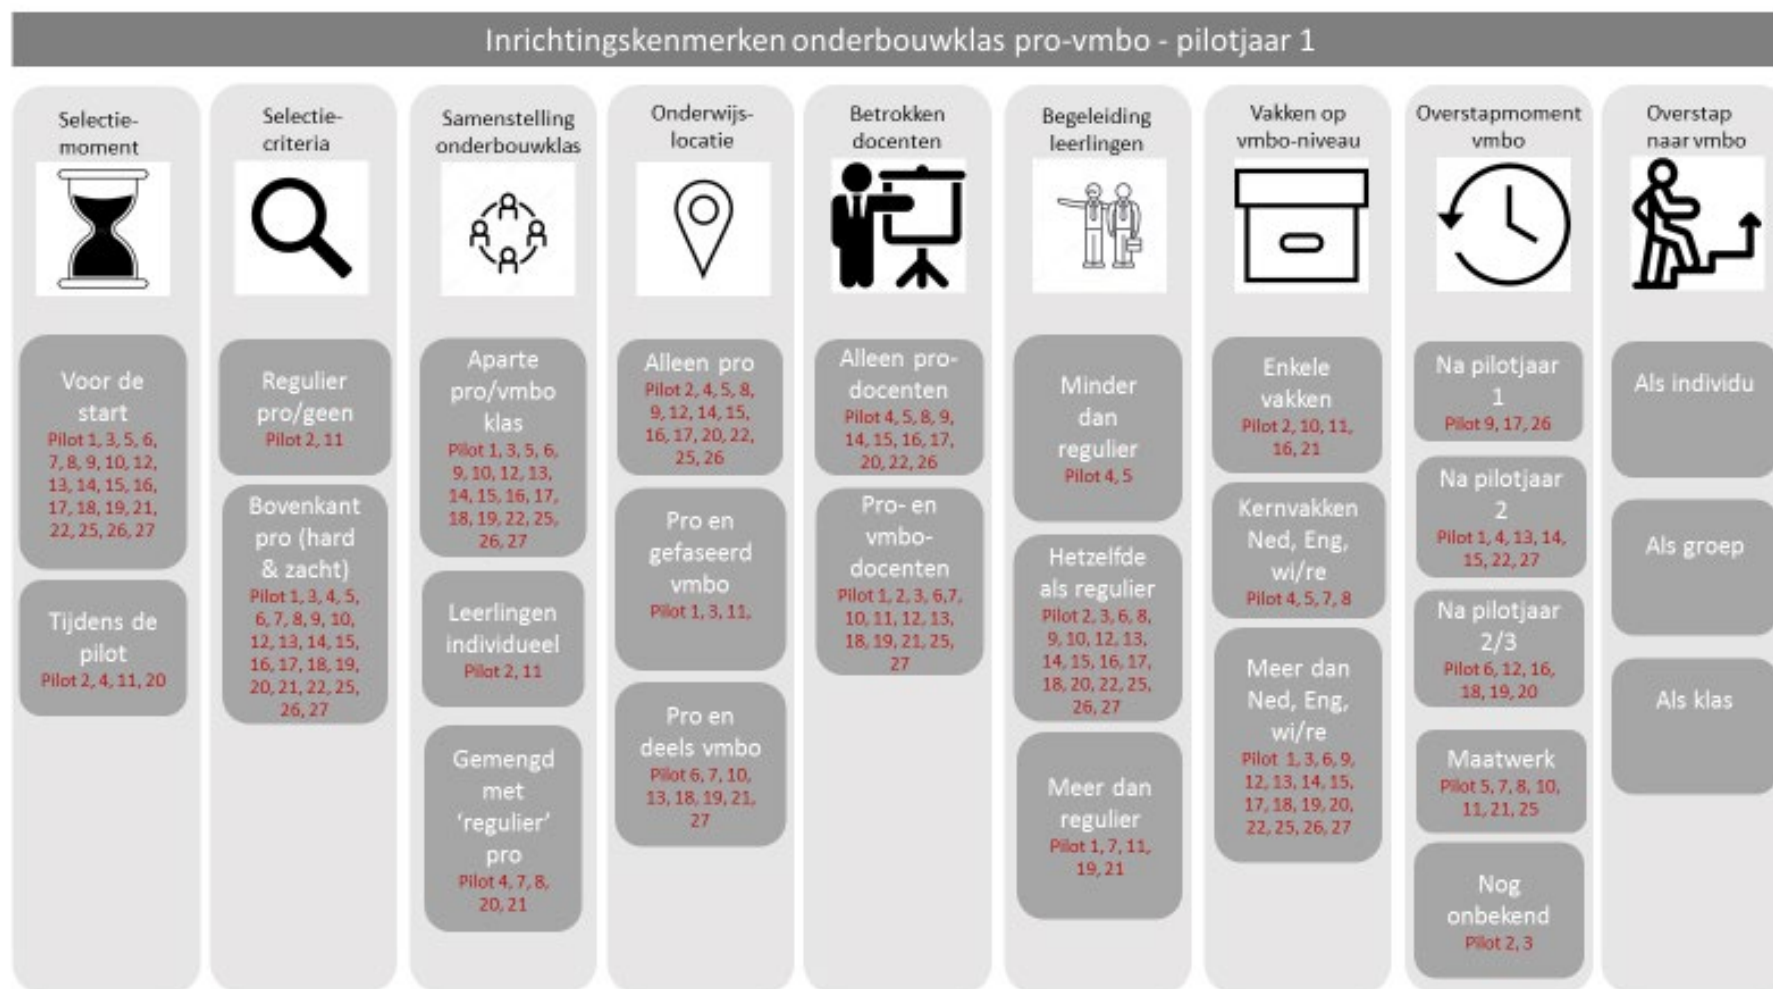 Inrichtingskenmerken onderbouwklas pro-vmbo - pilotjaar 1
Selectie-
moment
Voor de
start
Pilot 1, 3, 5, 6,
7, 8, 9, 10, 12,
13, 14, 15, 16,
17, 18, 19, 21,
22, 25, 26, 27
Tijdens de
pilot
Pilot 2, 4, 11, 20
Selectie-
criteria
Regulier
pro/geen
Pilot 2, 11
Bovenkant
pro (hard
& zacht)
Pilot 1, 3, 4, 5,
6, 7, 8, 9, 10,
12, 13, 14, 15,
16, 17, 18, 19,
20, 21, 22, 25,
26, 27
Samenstelling
onderbouwklas
Aparte
pro/vmbo
klas
Pilot 1, 3, 5, 6,
9, 10, 12, 13,
14, 15, 16, 17,
18, 19, 22, 25,
26, 27
Leerlingen
individueel
Pilot 2, 11
Gemengd
met
‘regulier’
pro
Pilot 4, 7, 8,
20, 21
Onderwijs-
locatie
Alleen pro
Pilot 2, 4, 5, 8,
9, 12, 14, 15,
16, 17, 20, 22,
25, 26
Pro en
gefaseerd
vmbo
Pilot 1, 3, 11,
Pro en
deels vmbo
Pilot 6, 7, 10,
13, 18, 19, 21,
27
Betrokken
docenten
Alleen pro-
docenten
Pilot 4, 5, 8, 9,
14, 15, 16, 17,
20, 22, 26
Pro- en
vmbo-
docenten
Pilot 1, 2, 3, 6,7,
10, 11, 12, 13,
18, 19, 21, 25,
27
Begeleiding
leerlingen
Minder
dan
regulier
Pilot 4, 5
Hetzelfde
als regulier
Pilot 2, 3, 6, 8,
9, 10, 12, 13,
14, 15, 16, 17,
18, 20, 22, 25,
26, 27
Meer dan
regulier
Pilot 1, 7, 11,
19, 21
Vakken op
vmbo-niveau
Enkele
vakken
Pilot 2, 10, 11,
16, 21
Kernvakken
Ned, Eng,
wi/re
Pilot 4, 5, 7, 8
Meer dan
Ned, Eng,
wi/re
Pilot 1, 3, 6, 9,
12, 13, 14, 15,
17, 18, 19, 20,
22, 25, 26, 27
Overstapmoment
vmbo
Na pilotjaar
1
Pilot 9, 17, 26
Na pilotjaar
2
Pilot 1, 4, 13, 14,
15, 22, 27
Na pilotjaar
2/3
Pilot 6, 12, 16,
18, 19, 20
Maatwerk
Pilot 5, 7, 8, 10,
11, 21, 25
Nog
onbekend
Pilot 2, 3
Overstap
naar vmbo
Als individu
Als groep
Als klas